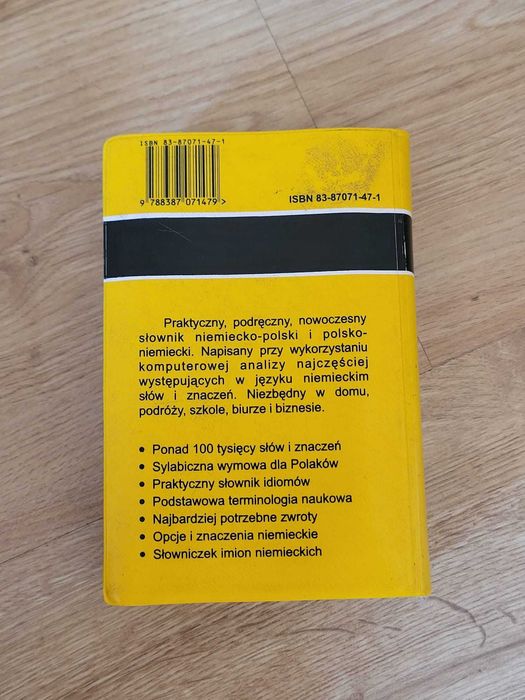 ISBN 83-87071-47-1
9 788387 071479 >
ISBN 83-87071-47-1
Praktyczny, podręczny, nowoczesny
słownik niemiecko-polski i polsko-
niemiecki. Napisany przy wykorzystaniu
komputerowej analizy najczęściej
występujących w języku niemieckim
słów i znaczeń. Niezbędny w domu,
podróży, szkole, biurze i biznesie.
• Ponad 100 tysięcy słów i znaczeń
• Sylabiczna wymowa dla Polaków
• Praktyczny słownik idiomów
• Podstawowa terminologia naukowa
• Najbardziej potrzebne zwroty
• Opcje i znaczenia niemieckie
• Słowniczek imion niemieckich